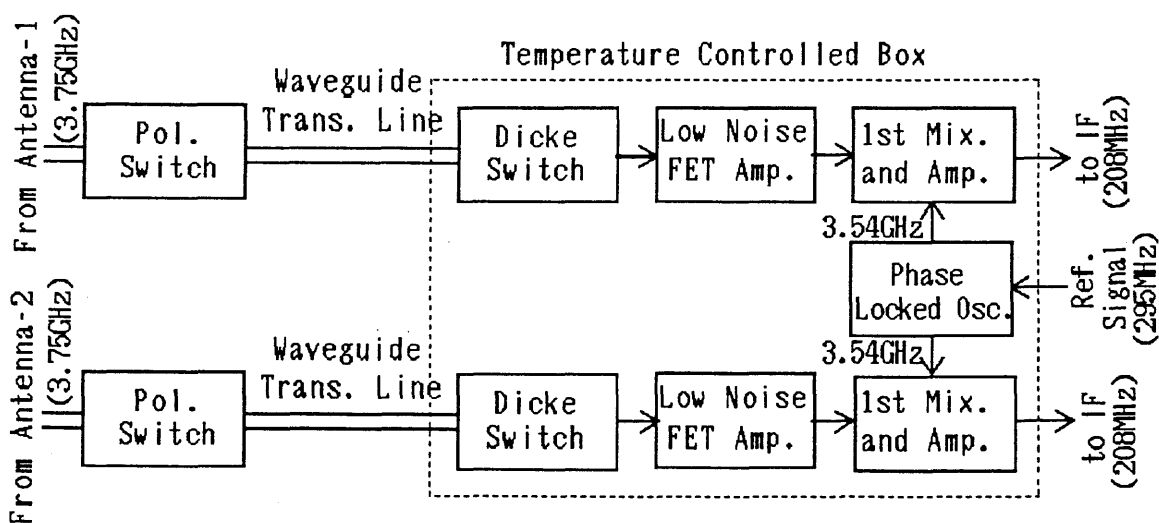 Temperature Controlled Box
From Antenna-1
(3.75GHz)
Pol.
Switch
Waveguide
Trans. Line
Dicke
Switch
Low Noise
FET Amp.
1st Mix.
and Amp.
to IF
(208MHz)
3.54GHz
Phase
Locked Osc.
Ref.
Signal
(295MHz)
3.54GHz
From Antenna-2
(3.75GHz)
Pol.
Switch
Waveguide
Trans. Line
Dicke
Switch
Low Noise
FET Amp.
1st Mix.
and Amp.
to IF
(208MHz)